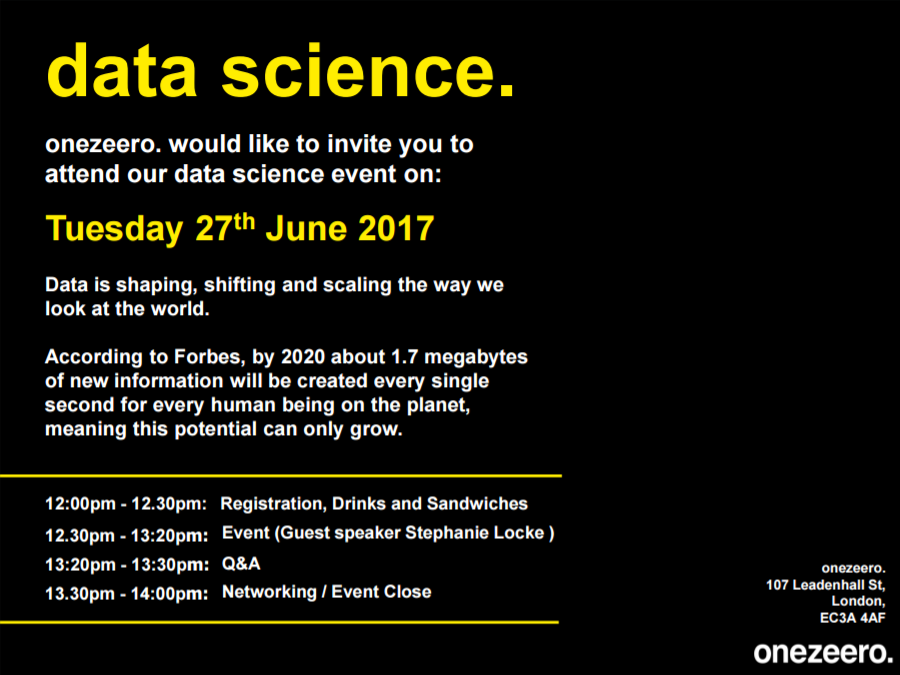 data science.
onezeero. would like to invite you to
attend our data science event on:
Tuesday 27th June 2017
Data is shaping, shifting and scaling the way we
look at the world.
According to Forbes, by 2020 about 1.7 megabytes
of new information will be created every single
second for every human being on the planet,
meaning this potential can only grow.
12:00pm - 12.30pm: Registration, Drinks and Sandwiches
12.30pm - 13:20pm: Event (Guest speaker Stephanie Locke )
13:20pm - 13:30pm: Q&A
13.30pm - 14:00pm: Networking / Event Close
onezeero.
107 Leadenhall St,
London,
EC3A 4AF
onezeero.